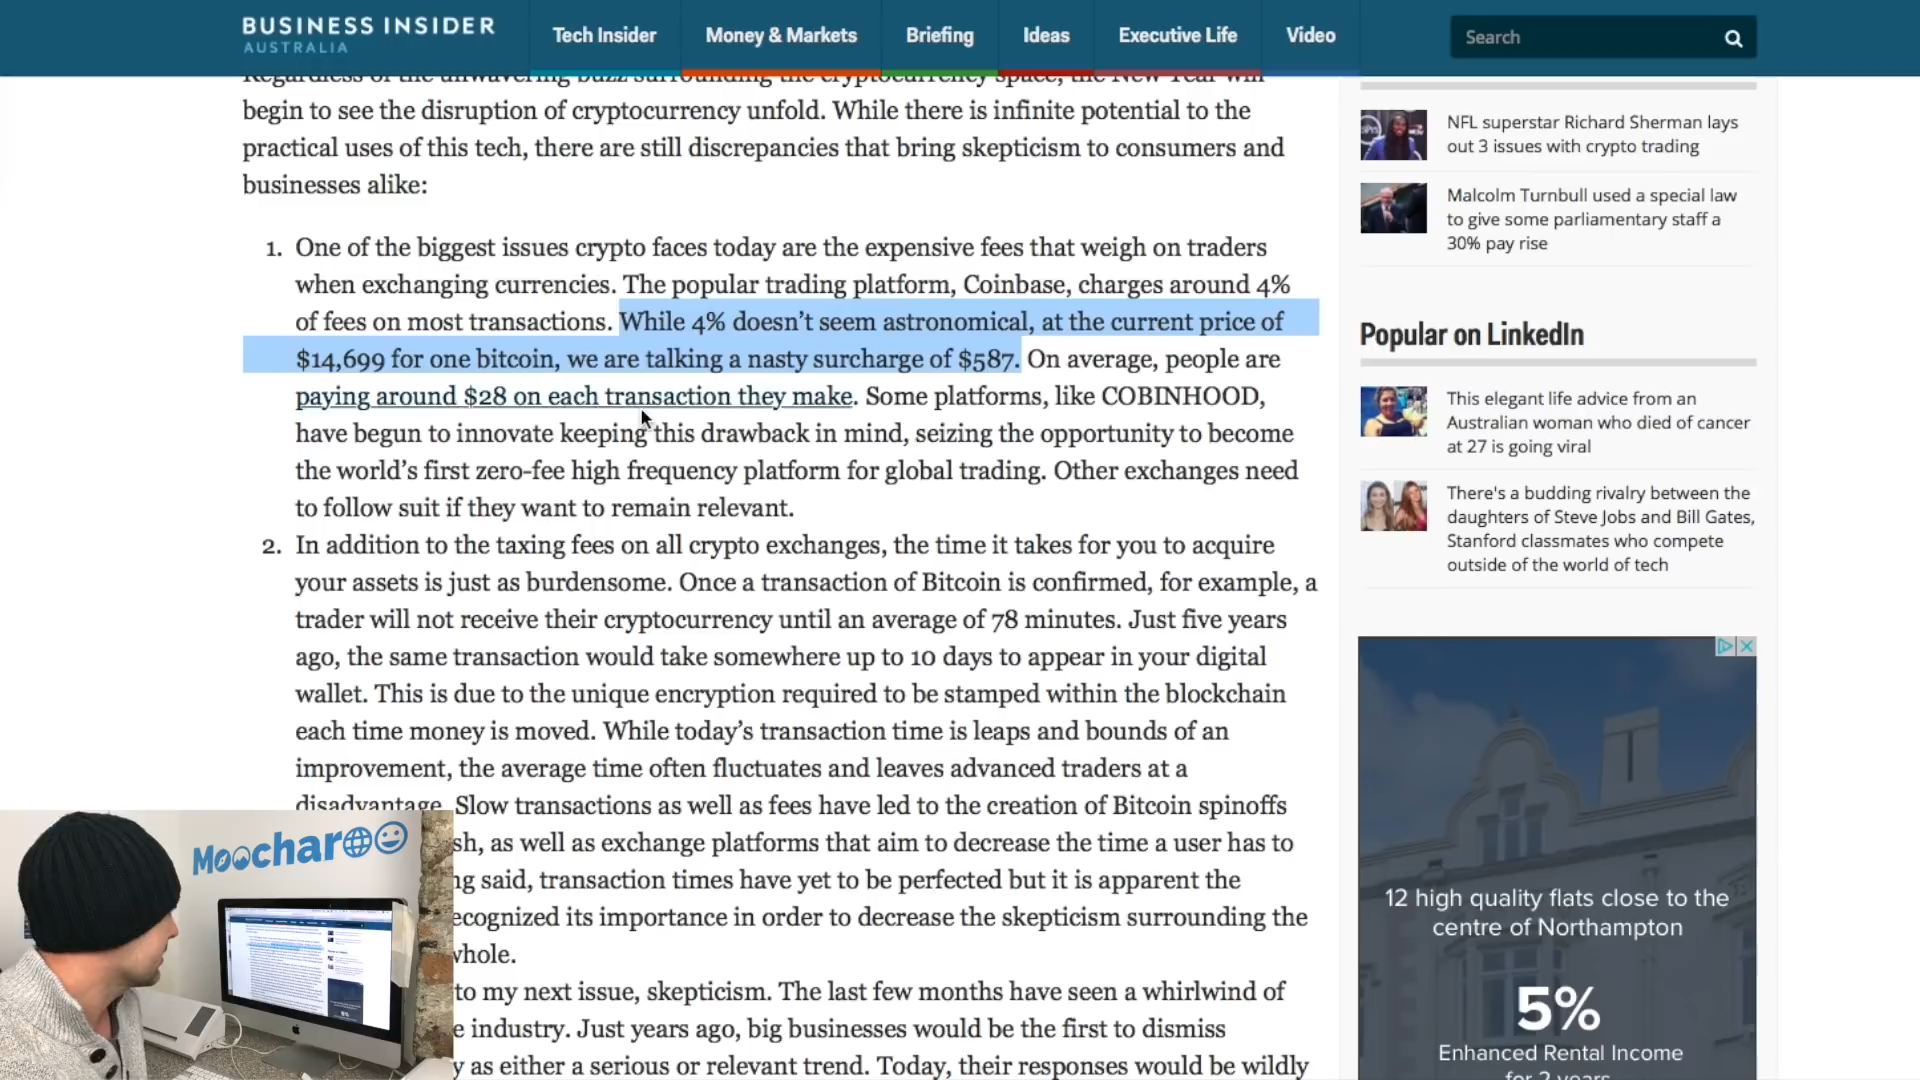 BUSINESS INSIDER
AUSTRALIA
Tech Insider
Money & Markets
Briefing
Ideas
Executive Life
Video
Search
Regardless of the unwavering buzz surrounding the cryptocurrency space, the New Year will
begin to see the disruption of cryptocurrency unfold. While there is infinite potential to the
practical uses of this tech, there are still discrepancies that bring skepticism to consumers and
businesses alike:
1. One of the biggest issues crypto faces today are the expensive fees that weigh on traders
when exchanging currencies. The popular trading platform, Coinbase, charges around 4%
of fees on most transactions. While 4% doesn't seem astronomical, at the current price of
$14,699 for one bitcoin, we are talking a nasty surcharge of $587. On average, people are
paying around $28 on each transaction they make. Some platforms, like COBINHOOD,
have begun to innovate keeping this drawback in mind, seizing the opportunity to become
the world's first zero-fee high frequency platform for global trading. Other exchanges need
to follow suit if they want to remain relevant.
2. In addition to the taxing fees on all crypto exchanges, the time it takes for you to acquire
your assets is just as burdensome. Once a transaction of Bitcoin is confirmed, for example, a
trader will not receive their cryptocurrency until an average of 78 minutes. Just five years
ago, the same transaction would take somewhere up to 10 days to appear in your digital
wallet. This is due to the unique encryption required to be stamped within the blockchain
each time money is moved. While today's transaction time is leaps and bounds of an
improvement, the average time often fluctuates and leaves advanced traders at a
disadvantage. Slow transactions as well as fees have led to the creation of Bitcoin spinoffs
sh, as well as exchange platforms that aim to decrease the time a user has to
ng said, transaction times have yet to be perfected but it is apparent the
ecognized its importance in order to decrease the skepticism surrounding the
whole.
to my next issue, skepticism. The last few months have seen a whirlwind of
e industry. Just years ago, big businesses would be the first to dismiss
y as either a serious or relevant trend. Today, their responses would be wildly
NFL superstar Richard Sherman lays
out 3 issues with crypto trading
Malcolm Turnbull used a special law
to give some parliamentary staff a
30% pay rise
Popular on LinkedIn
This elegant life advice from an
Australian woman who died of cancer
at 27 is going viral
There's a budding rivalry between the
daughters of Steve Jobs and Bill Gates,
Stanford classmates who compete
outside of the world of tech
12 high quality flats close to the
centre of Northampton
5%
Enhanced Rental Income
for 2 years
Moocharoo